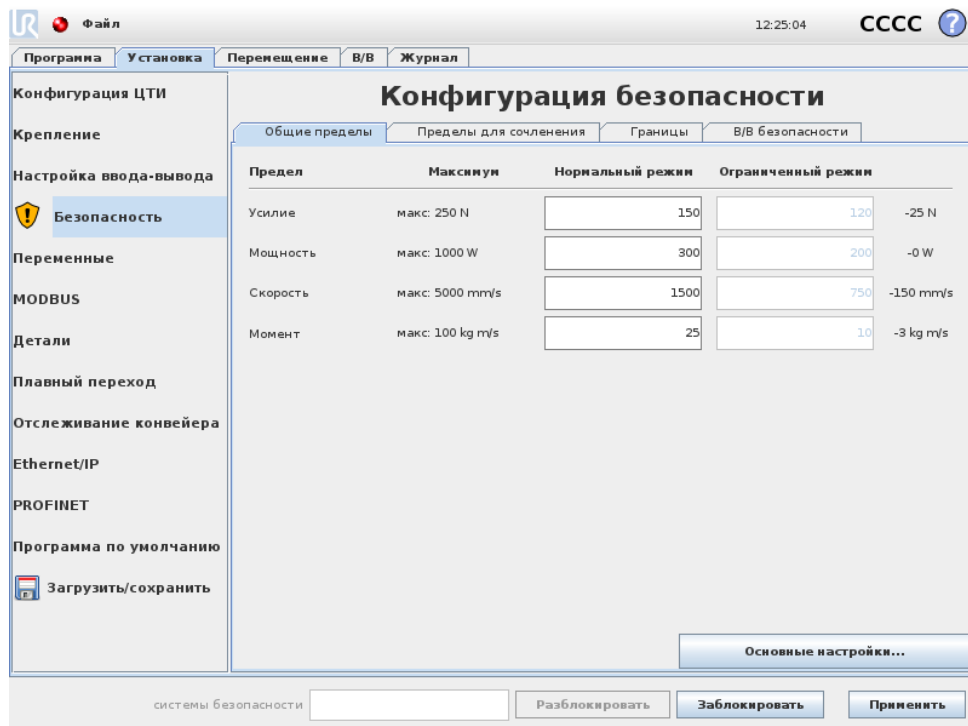 UR Файл 12:25:04 CCCC ?
Программа Установка Перемещение В/В Журнал
Конфигурация ЦТИ
Крепление
Настройка ввода-вывода
Безопасность
Переменные
MODBUS
Детали
Плавный переход
Отслеживание конвейера
Ethernet/IP
PROFINET
Программа по умолчанию
Загрузить/сохранить
Конфигурация безопасности
Общие пределы Пределы для сочленения Границы В/В безопасности
Предел Максимум Нормальный режим Ограниченный режим
Усилие макс: 250 N 150 120 -25 N
Мощность макс: 1000 W 300 200 -0 W
Скорость макс: 5000 mm/s 1500 750 -150 mm/s
Момент макс: 100 kg m/s 25 10 -3 kg m/s
Основные настройки...
системы безопасности Разблокировать Заблокировать Применить